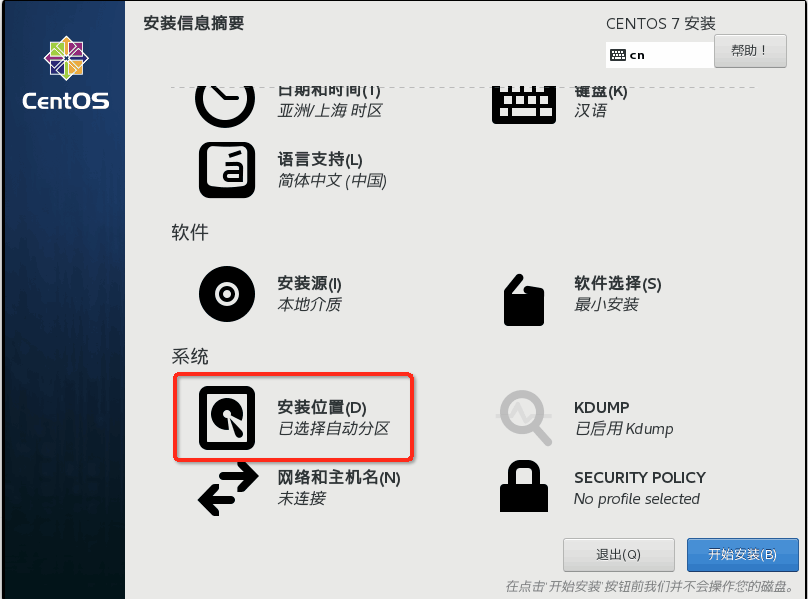 安装信息摘要
CENTOS 7 安装
cn
帮助！
CentOS
日期和时间(T)
亚洲/上海 时区
键盘(K)
汉语
á
语言支持(L)
简体中文 (中国)
软件
安装源(I)
本地介质
软件选择(S)
最小安装
系统
安装位置(D)
已选择自动分区
KDUMP
已启用 Kdump
网络和主机名(N)
未连接
SECURITY POLICY
No profile selected
退出(Q)
开始安装(B)
在点击'开始安装'按钮前我们并不会操作您的磁盘。